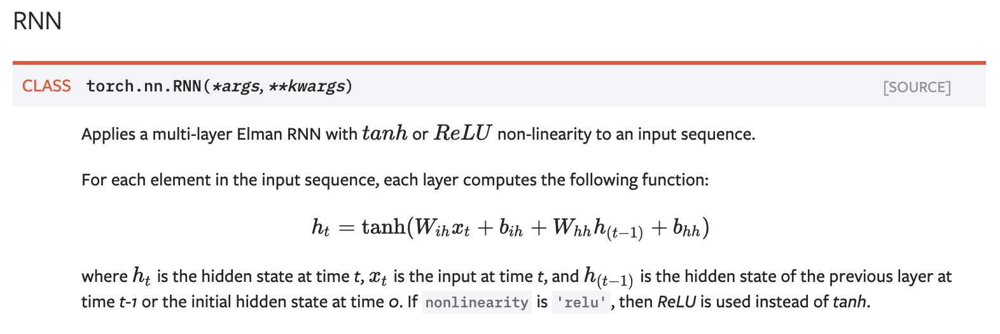 RNN
CLASS torch.nn.RNN(*args, **kwargs) [SOURCE]
Applies a multi-layer Elman RNN with tanh or ReLU non-linearity to an input sequence.
For each element in the input sequence, each layer computes the following function:
h_t = tanh(W_{ih} x_t + b_{ih} + W_{hh} h_{(t−1)} + b_{hh})
where h_t is the hidden state at time t, x_t is the input at time t, and h_{(t−1)} is the hidden state of the previous layer at
time t-1 or the initial hidden state at time 0. If nonlinearity is 'relu', then ReLU is used instead of tanh.